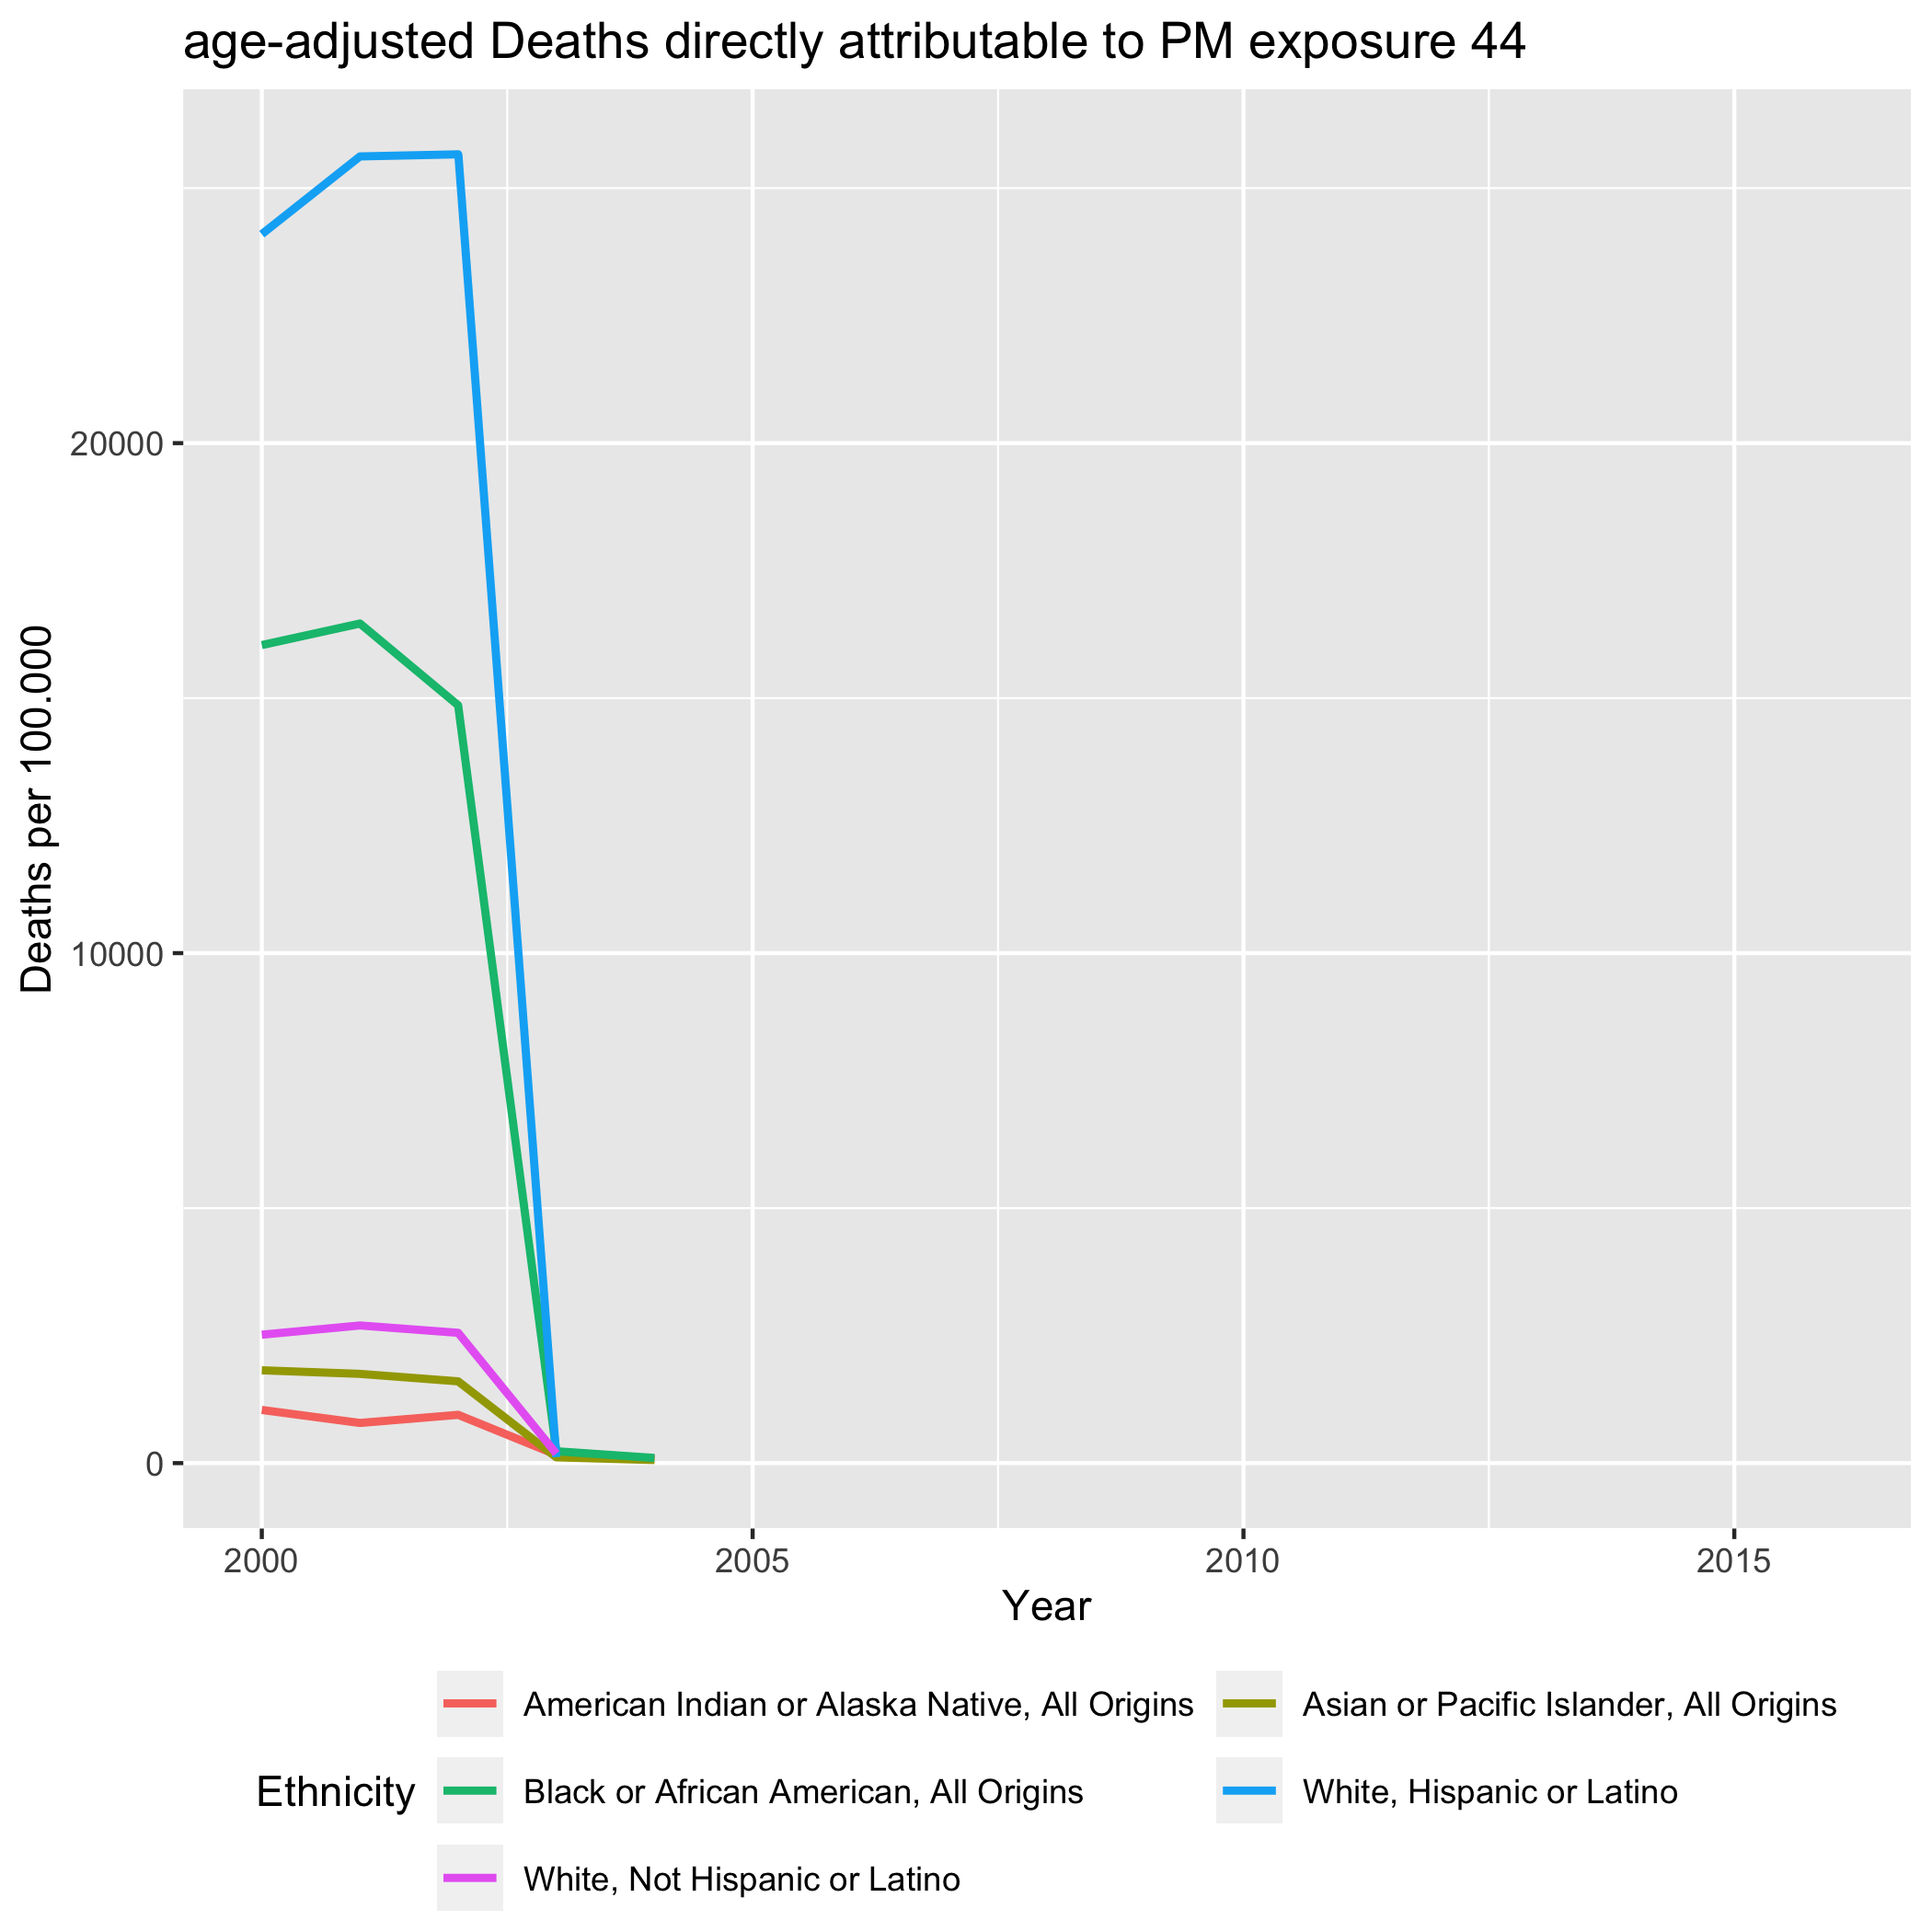 age-adjusted Deaths directly attributable to PM exposure 44
Deaths per 100.000
20000
10000
0
2000
2005
2010
2015
Year
Ethnicity
American Indian or Alaska Native, All Origins
Asian or Pacific Islander, All Origins
Black or African American, All Origins
White, Hispanic or Latino
White, Not Hispanic or Latino